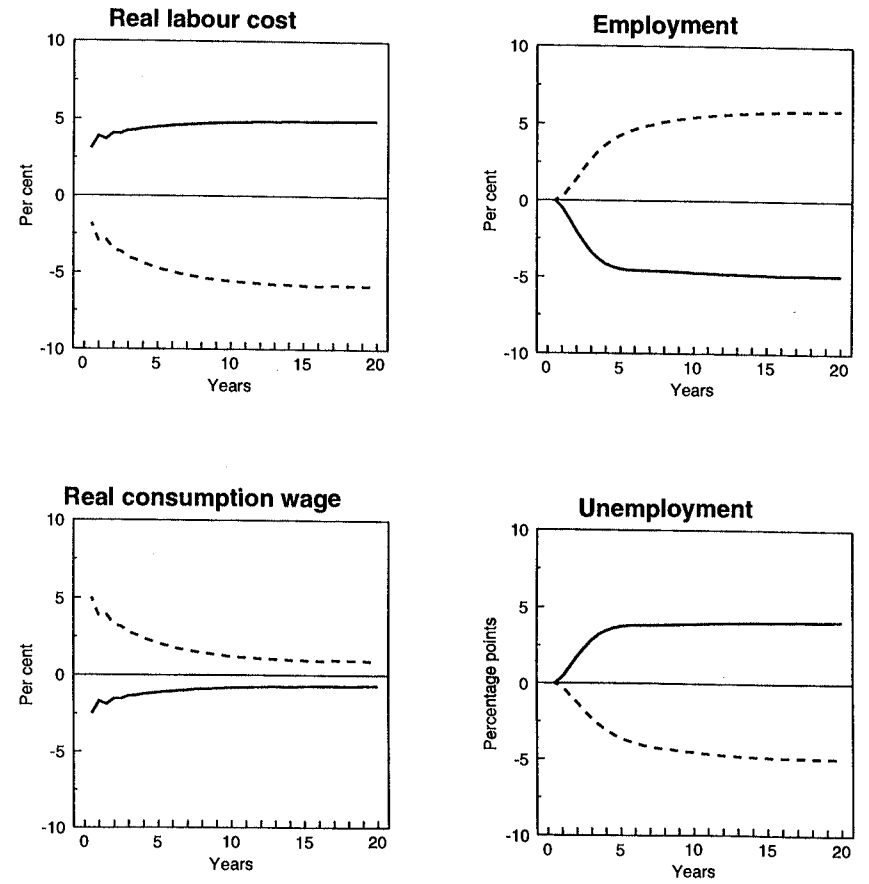 Real labour cost
10
5
0
-5
-10
Per cent
0 5 10 15 20
Years
Employment
10
5
0
-5
-10
Per cent
0 5 10 15 20
Years
Real consumption wage
10
5
0
-5
-10
Per cent
0 5 10 15 20
Years
Unemployment
10
5
0
-5
-10
Percentage points
0 5 10 15 20
Years